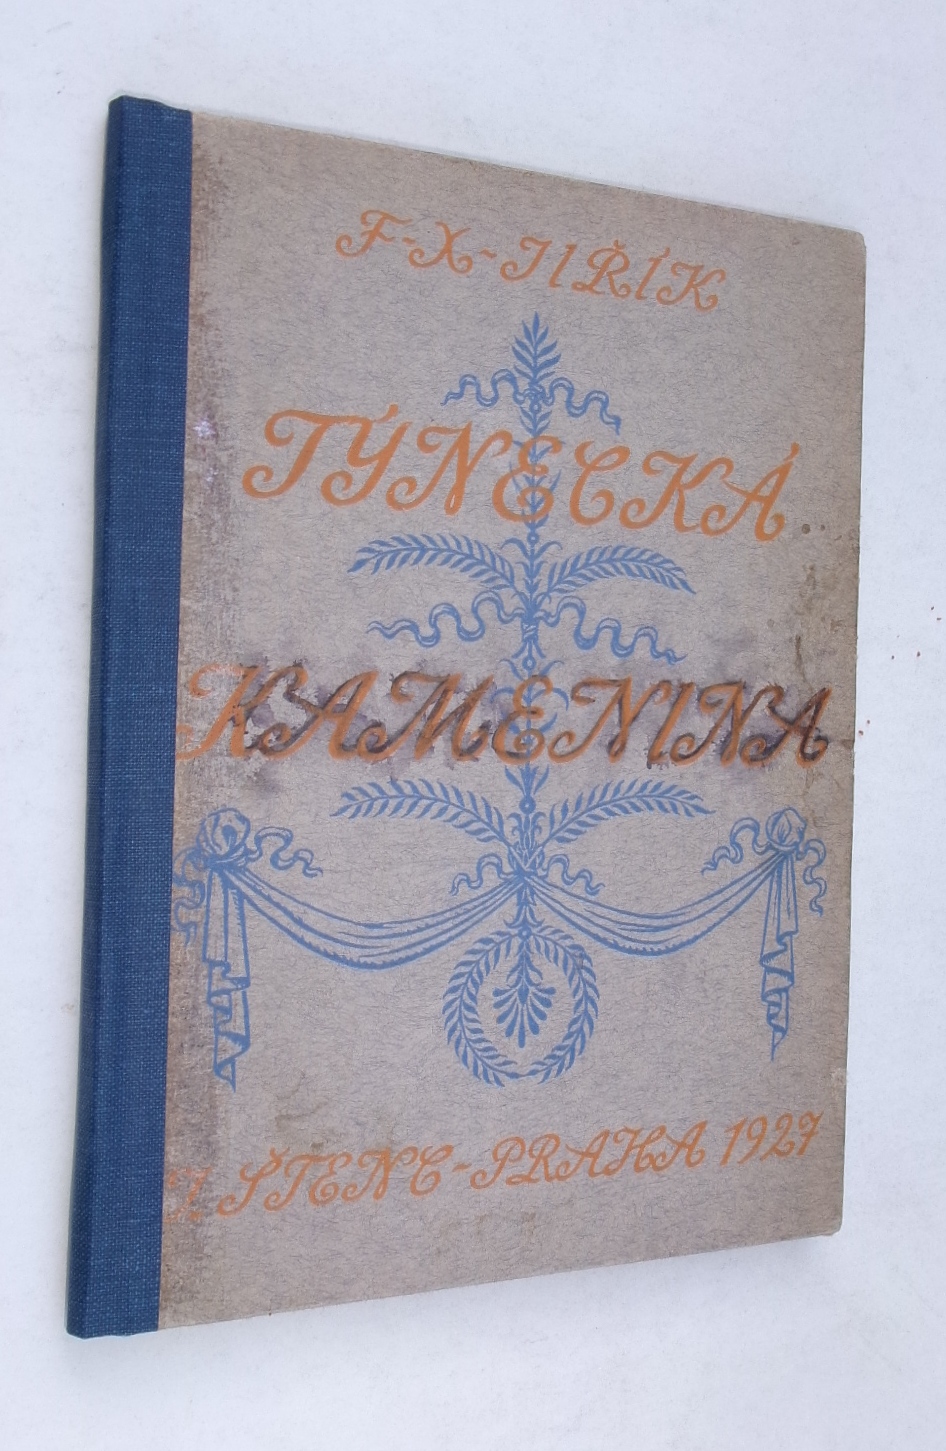 F-X-JIŘÍK
TÝNECKÁ
KAMENINA
J. ŠTENC-PRAHA 1927